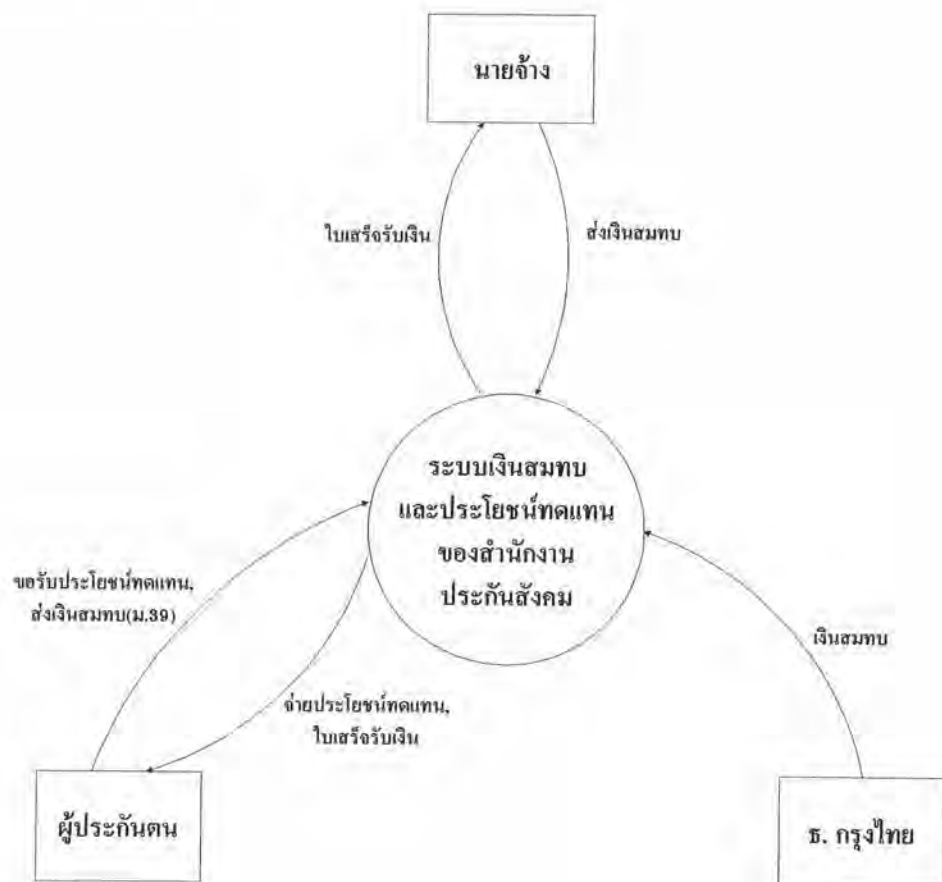 นายจ้าง
ใบเสร็จรับเงิน
ส่งเงินสมทบ
ระบบเงินสมทบ
และประโยชน์ทดแทน
ของสำนักงาน
ประกันสังคม
ขอรับประโยชน์ทดแทน,
ส่งเงินสมทบ(ม.39)
เงินสมทบ
จ่ายประโยชน์ทดแทน,
ใบเสร็จรับเงิน
ผู้ประกันตน
ธ. กรุงไทย